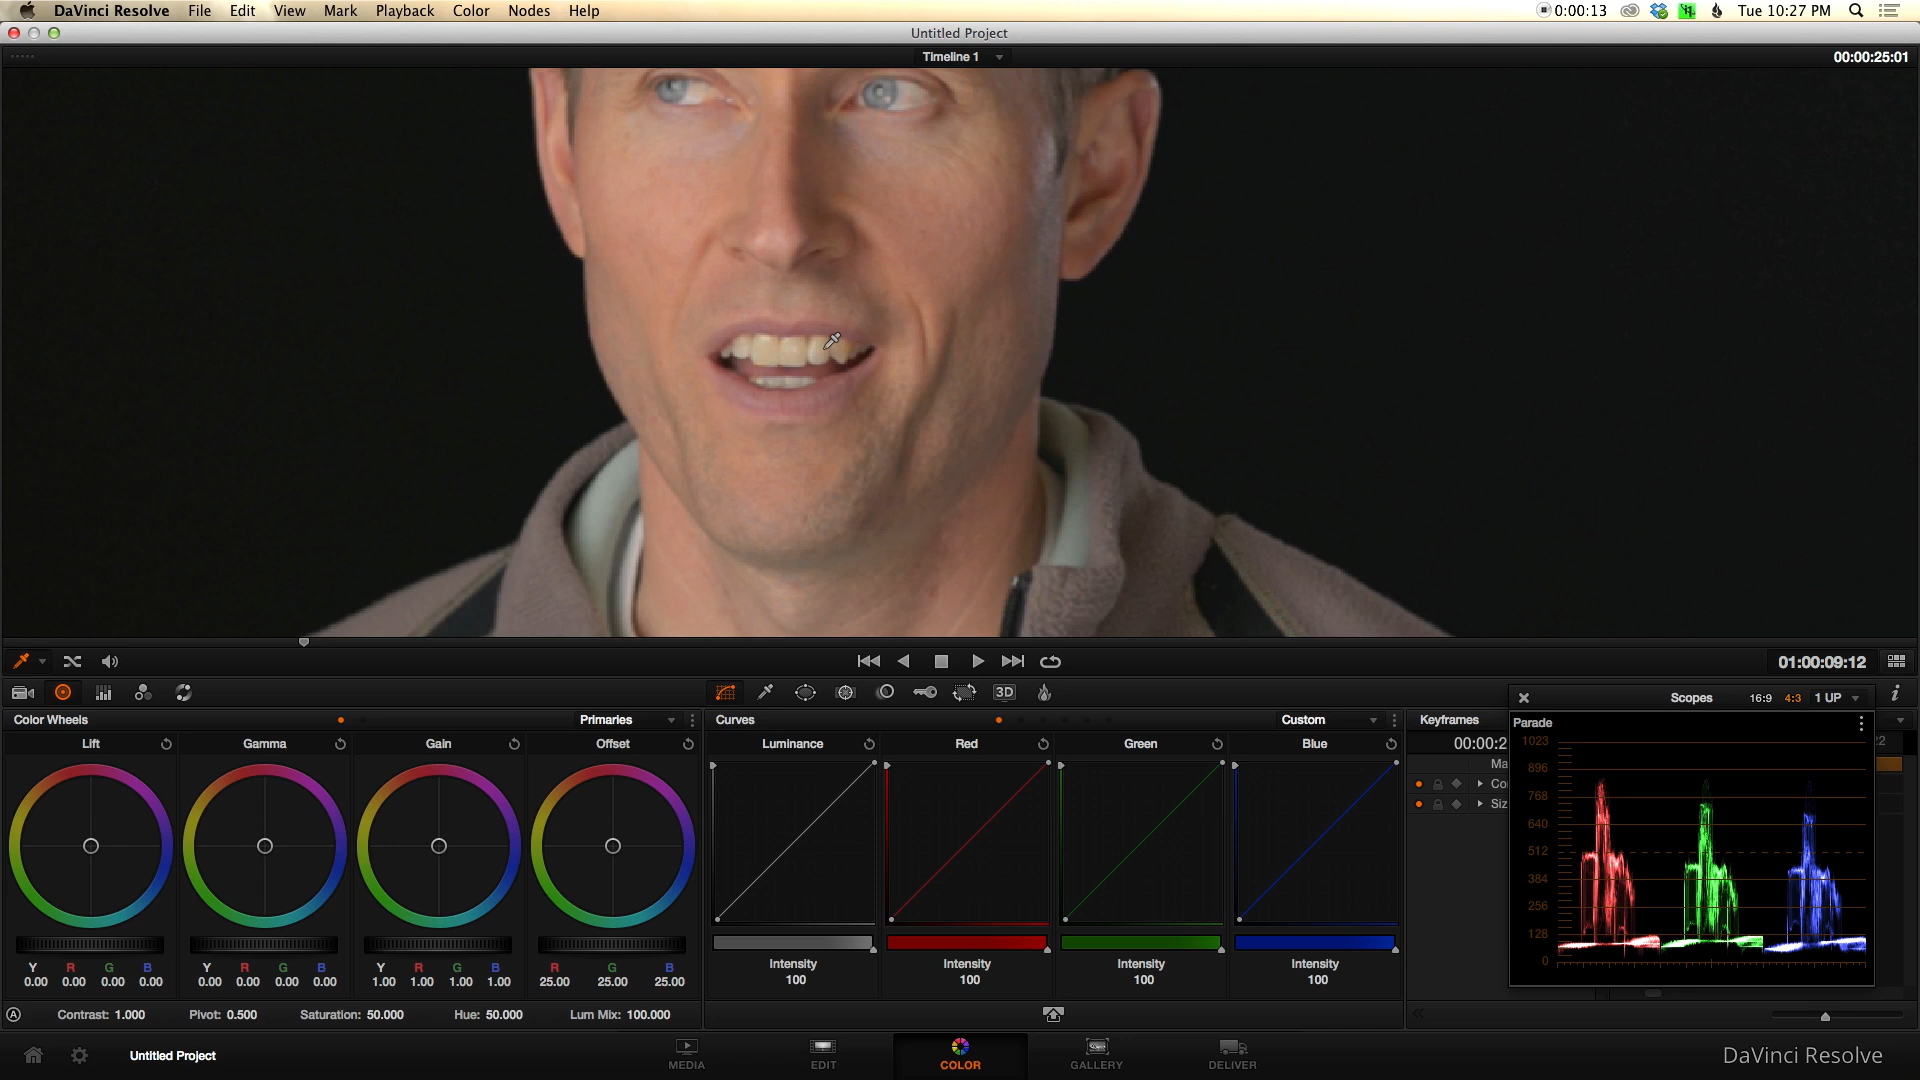 DaVinci Resolve File Edit View Mark Playback Color Nodes Help 0:00:13 Tue 10:27 PM
Untitled Project
Timeline 1 00:00:25:01
01:00:09:12
3D
Color Wheels Primaries Curves Custom Keyframes Scopes 16:9 4:3 1 UP
Parade
Lift Gamma Gain Offset Luminance Red Green Blue 00:00:2 22
Ma
Co
Siz
1023
896
768
640
512
384
256
128
0
Intensity Intensity Intensity Intensity
100 100 100 100
Y R G B Y R G B Y R G B R G B
0.00 0.00 0.00 0.00 0.00 0.00 0.00 0.00 1.00 1.00 1.00 1.00 25.00 25.00 25.00
A Contrast: 1.000 Pivot: 0.500 Saturation: 50.000 Hue: 50.000 Lum Mix: 100.000
Untitled Project MEDIA EDIT COLOR GALLERY DELIVER DaVinci Resolve